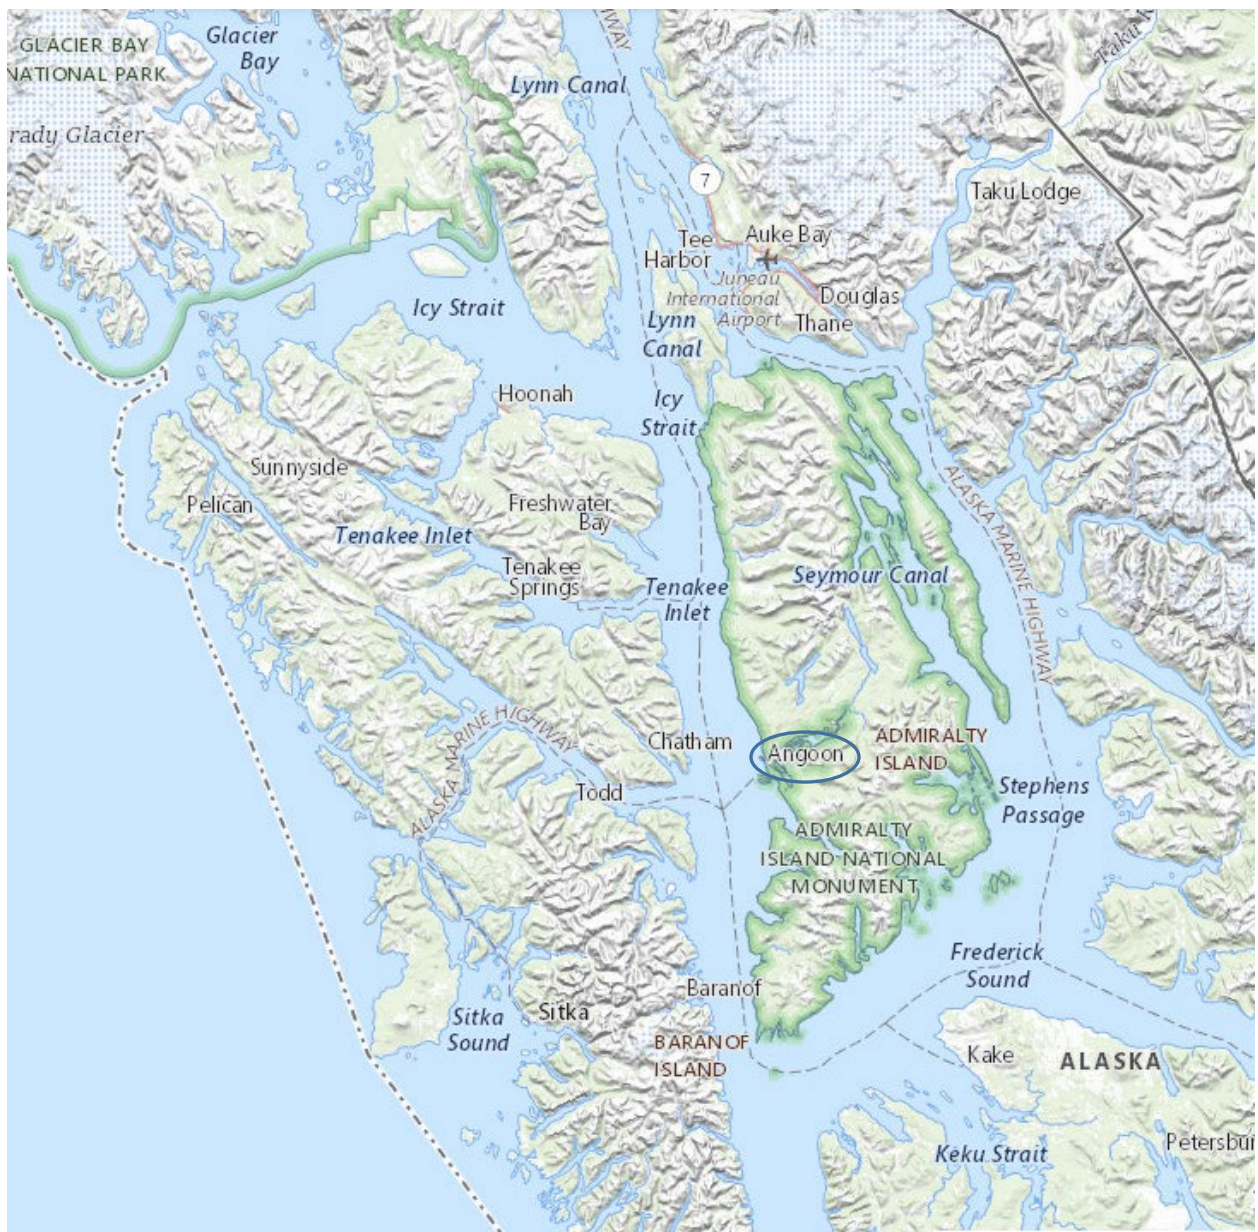 GLACIER BAY
NATIONAL PARK
Glacier
Bay
HIGHWAY
Lynn Canal
rady Glacier
7
Taku Lodge
Tee
Harbor
Auke Bay
Juneau
International
Airport
Douglas
Thane
Icy Strait
Lynn
Canal
Hoonah
Icy
Strait
Sunnyside
Pelican
Freshwater
Bay
ALASKA MARINE HIGHWAY
Tenakee Inlet
Tenakee
Springs
Tenakee
Inlet
Seymour Canal
ALASKA MARINE HIGHWAY
Chatham
Angoon
ADMIRALTY
ISLAND
Todd
Stephens
Passage
ADMIRALTY
ISLAND NATIONAL
MONUMENT
Frederick
Sound
Baranof
Sitka
Sitka
Sound
BARANOF
ISLAND
Kake
ALASKA
Keku Strait
Petersbur